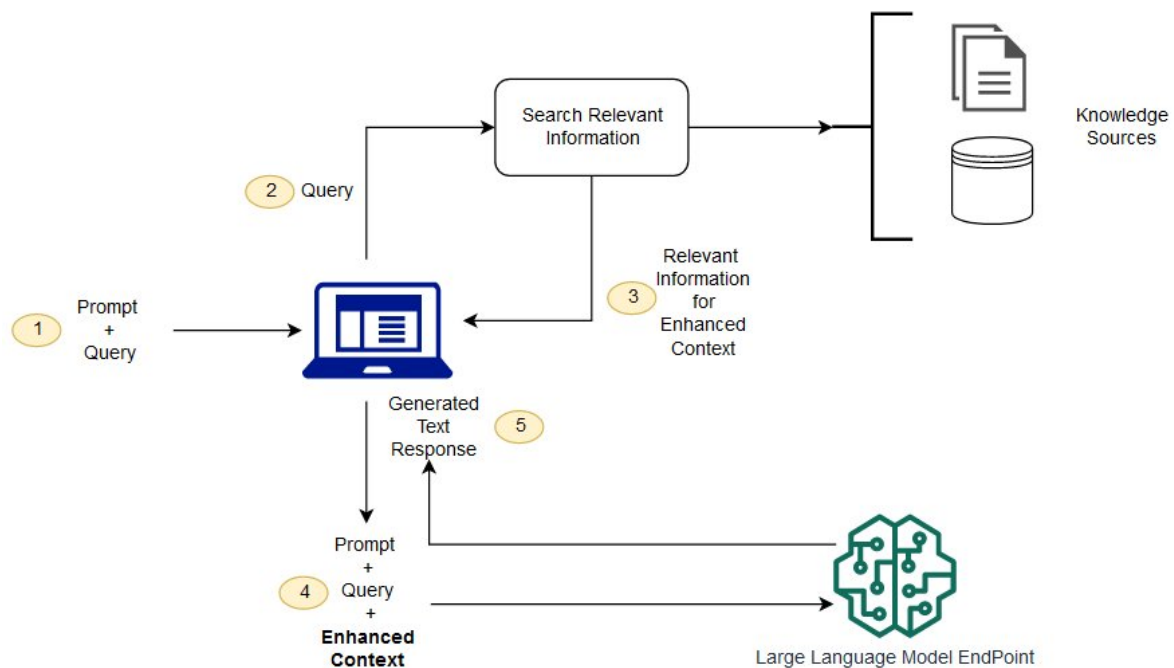 Search Relevant
Information
Knowledge
Sources
2
Query
Relevant
Information
for
Enhanced
Context
3
1
Prompt
+
Query
Generated
Text
Response
5
Prompt
+
Query
+
Enhanced
Context
4
Large Language Model EndPoint